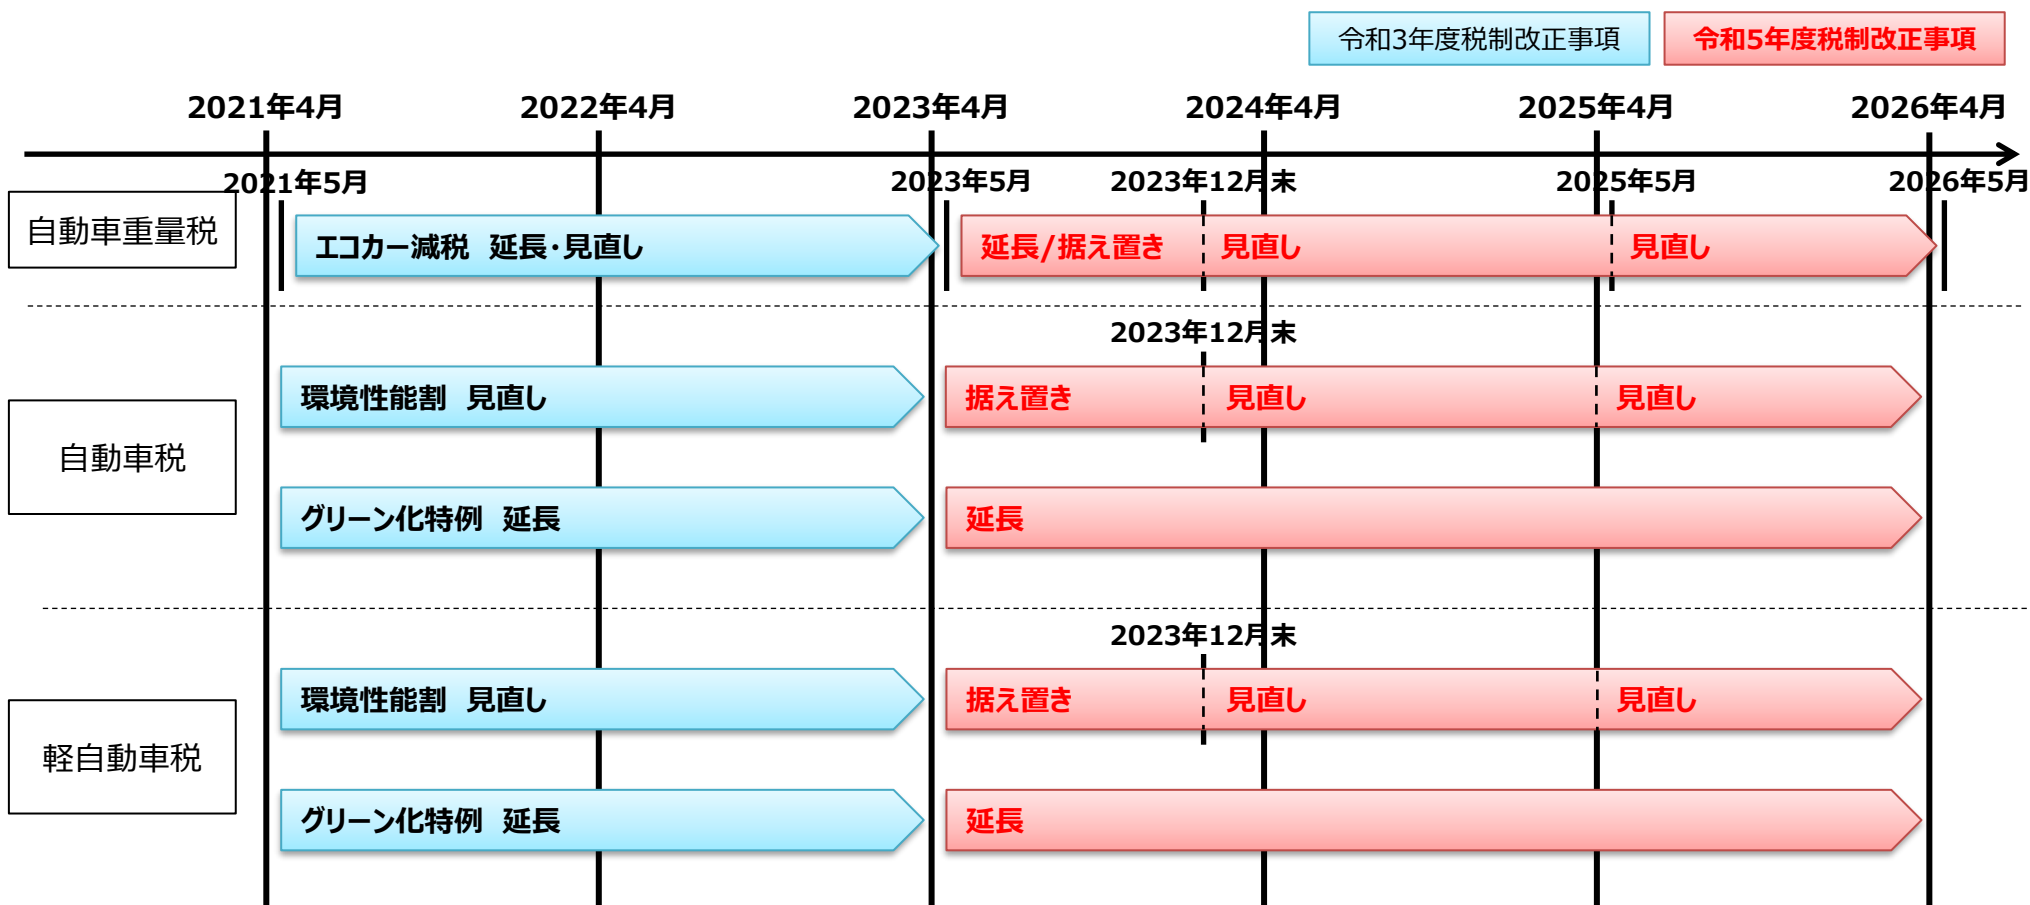 令和3年度税制改正事項
令和5年度税制改正事項
2021年4月
2022年4月
2023年4月
2024年4月
2025年4月
2026年4月
2021年5月
2023年5月
2023年12月末
2025年5月
2026年5月
自動車重量税
エコカー減税 延長・見直し
延長/据え置き
見直し
見直し
2023年12月末
自動車税
環境性能割 見直し
据え置き
見直し
見直し
グリーン化特例 延長
延長
2023年12月末
軽自動車税
環境性能割 見直し
据え置き
見直し
見直し
グリーン化特例 延長
延長